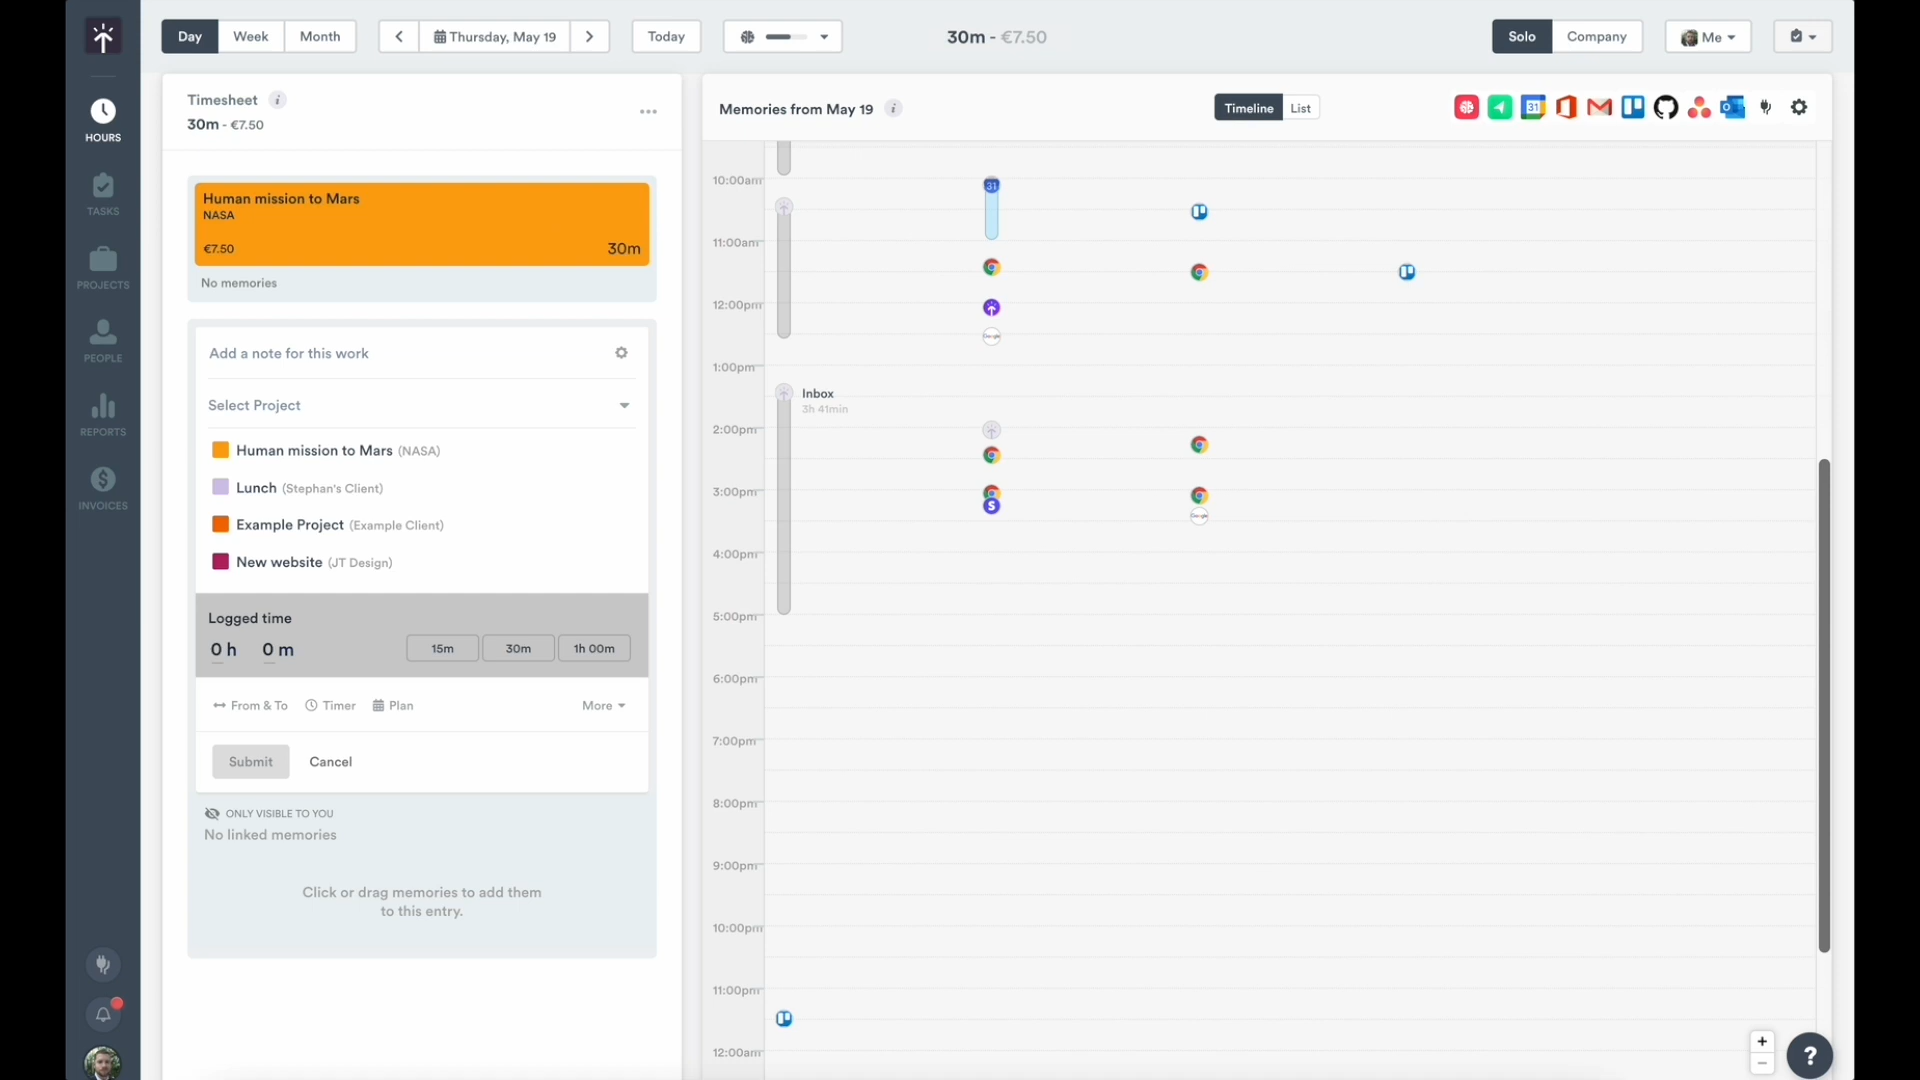 Day Week Month Thursday, May 19 Today 30m - €7.50 Solo Company Me
HOURS
TASKS
PROJECTS
PEOPLE
REPORTS
INVOICES
Timesheet i
30m - €7.50
Human mission to Mars
NASA
€7.50 30m
No memories
Add a note for this work
Select Project
Human mission to Mars (NASA)
Lunch (Stephan's Client)
Example Project (Example Client)
New website (JT Design)
Logged time
0 h 0 m 15m 30m 1h 00m
From & To Timer Plan More
Submit Cancel
ONLY VISIBLE TO YOU
No linked memories
Click or drag memories to add them
to this entry.
Memories from May 19 i Timeline List 31
10:00am 31
11:00am
12:00pm
Google
1:00pm
Inbox
3h 41min
2:00pm
3:00pm
S
Google
4:00pm
5:00pm
6:00pm
7:00pm
8:00pm
9:00pm
10:00pm
11:00pm
12:00am
+
−
?